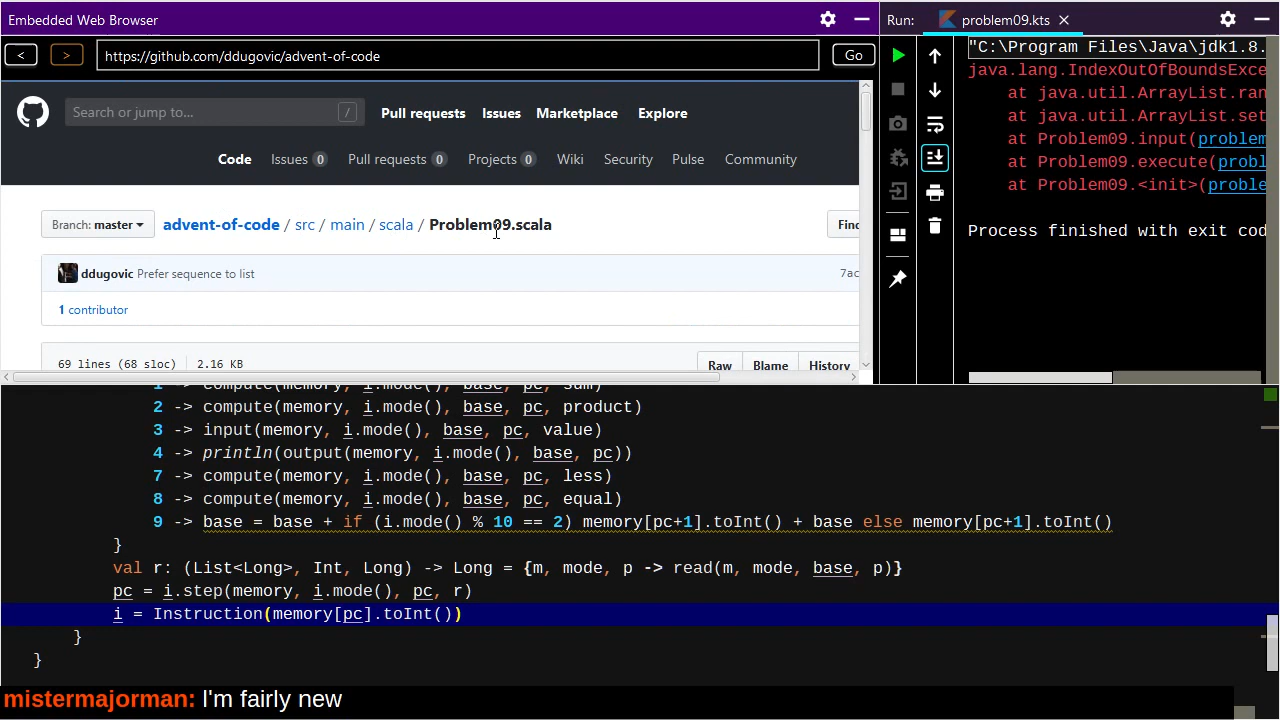 Embedded Web Browser
Run: problem09.kts
< > https://github.com/ddugovic/advent-of-code Go
"C:\Program Files\Java\jdk1.8.
java.lang.IndexOutOfBoundsExce
at java.util.ArrayList.ran
at java.util.ArrayList.set
at Problem09.input(problem
at Problem09.execute(probl
at Problem09.<init>(proble
Process finished with exit cod
Search or jump to... / Pull requests Issues Marketplace Explore
Code Issues 0 Pull requests 0 Projects 0 Wiki Security Pulse Community
Branch: master advent-of-code / src / main / scala / Problem09.scala Find
ddugovic Prefer sequence to list 7ac
1 contributor
69 lines (68 sloc) 2.16 KB Raw Blame History
1 -> compute(memory, i.mode(), base, pc, sum)
2 -> compute(memory, i.mode(), base, pc, product)
3 -> input(memory, i.mode(), base, pc, value)
4 -> println(output(memory, i.mode(), base, pc))
7 -> compute(memory, i.mode(), base, pc, less)
8 -> compute(memory, i.mode(), base, pc, equal)
9 -> base = base + if (i.mode() % 10 == 2) memory[pc+1].toInt() + base else memory[pc+1].toInt()
}
val r: (List<Long>, Int, Long) -> Long = {m, mode, p -> read(m, mode, base, p)}
pc = i.step(memory, i.mode(), pc, r)
i = Instruction(memory[pc].toInt())
}
}
mistermajorman: I'm fairly new